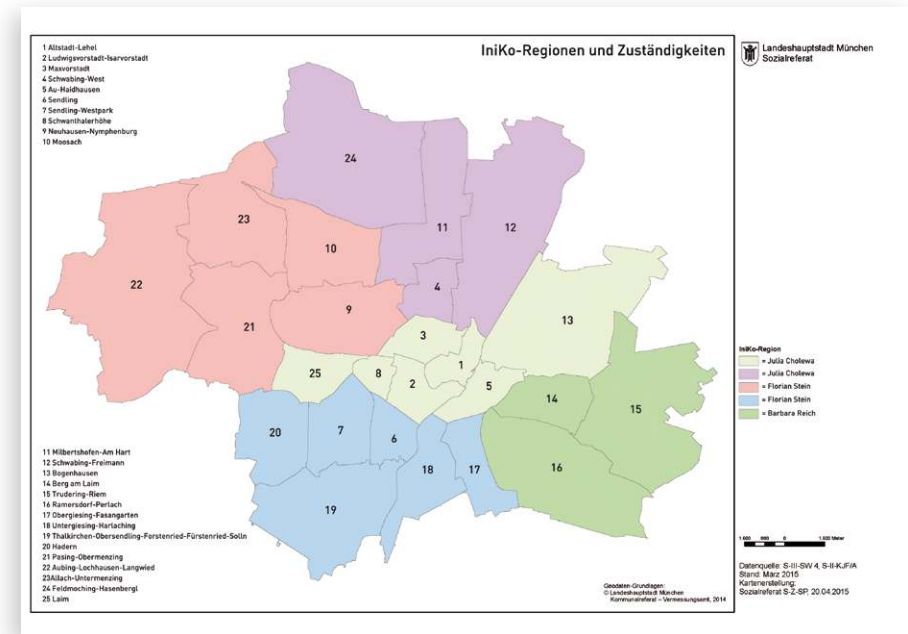 IniKo-Regionen und Zuständigkeiten
Landeshauptstadt München
Sozialreferat
1 Altstadt-Lehel
2 Ludwigsvorstadt-Isarvorstadt
3 Maxvorstadt
4 Schwabing-West
5 Au-Haidhausen
6 Sendling
7 Sendling-Westpark
8 Schwanthalerhöhe
9 Neuhausen-Nymphenburg
10 Moosach
24
23
11
12
10
22
4
13
21
9
3
1
25
8
2
5
14
15
20
7
6
18
17
16
19
IniKo-Region
= Julia Cholewa
= Julia Cholewa
= Florian Stein
= Florian Stein
= Barbara Reich
11 Milbertshofen-Am Hart
12 Schwabing-Freimann
13 Bogenhausen
14 Berg am Laim
15 Trudering-Riem
16 Ramersdorf-Perlach
17 Obergiesing-Fasangarten
18 Untergiesing-Harlaching
19 Thalkirchen-Obersendling-Forstenried-Fürstenried-Solln
20 Hadern
21 Pasing-Obermenzing
22 Aubing-Lochhausen-Langwied
23Allach-Untermenzing
24 Feldmoching-Hasenbergl
25 Laim
Geodaten-Grundlagen:
© Landeshauptstadt München
Kommunalreferat – Vermessungsamt, 2014
0
Meter
Datenquelle: S-III-SW 4, S-II-KJF/A
Stand: März 2015
Kartenerstellung:
Sozialreferat S-Z-SP, 20.04.2015